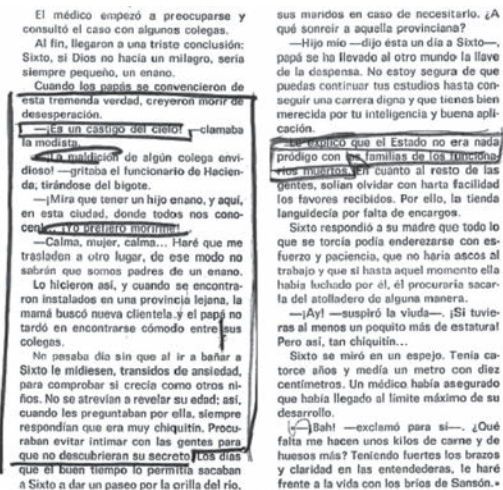 El médico empezó a preocuparse y
consultó el caso con algunos colegas.
Al fin, llegaron a una triste conclusión:
Sixto, si Dios no hacía un milagro, sería
siempre pequeño, un enano.
Cuando los papás se convencieron de
esta tremenda verdad, creyeron morir de
desesperación.
—¡Es un castigo del cielo! —clamaba
la modista.
—¡La maldición de algún colega envi-
dioso! —gritaba el funcionario de Hacien-
da, tirándose del bigote.
—¡Mira que tener un hijo enano, y aquí,
en esta ciudad, donde todos nos cono-
cen! ¡Yo prefiero morirme!
—Calma, mujer, calma... Haré que me
trasladen a otro lugar, de ese modo no
sabrán que somos padres de un enano.
Lo hicieron así, y cuando se encontra-
ron instalados en una provincia lejana, la
mamá buscó nueva clientela y el papá no
tardó en encontrarse cómodo entre sus
colegas.
No pasaba día sin que al ir a bañar a
Sixto le midiesen, transidos de ansiedad,
para comprobar si crecía como otros ni-
ños. No se atrevían a revelar su edad; así,
cuando les preguntaban por ella, siempre
respondían que era muy chiquitín. Procu-
raban evitar intimar con las gentes para
que no descubrieran su secreto. Los días
que el buen tiempo lo permitía sacaban
a Sixto a dar un paseo por la orilla del río,
sus maridos en caso de necesitarlo. ¿A
qué sonreír a aquella provinciana?
—Hijo mío —dijo ésta un día a Sixto—,
papá se ha llevado al otro mundo la llave
de la despensa. No estoy segura de que
puedas continuar tus estudios hasta con-
seguir una carrera digna y que tienes bien
merecida por tu inteligencia y buena apli-
cación.
Le explicó que el Estado no era nada
pródigo con las familias de los funciona-
rios muertos. En cuanto al resto de las
gentes, solían olvidar con harta facilidad
los favores recibidos. Por ello, la tienda
languidecía por falta de encargos.
Sixto respondió a su madre que todo lo
que se torcía podía enderezarse con es-
fuerzo y paciencia, que no haría ascos al
trabajo y que si hasta aquel momento ella
había luchado por él, él procuraría sacar-
la del atolladero de alguna manera.
—¡Ay! —suspiró la viuda—. ¡Si tuvie-
ras al menos un poquito más de estatura!
Pero así, tan chiquitín...
Sixto se miró en un espejo. Tenía ca-
torce años y medía un metro con diez
centímetros. Un médico había asegurado
que había llegado al límite máximo de su
desarrollo.
—¡Bah! —exclamó para sí—. ¿Qué
falta me hacen unos kilos de carne y de
huesos más? Teniendo fuertes los brazos
y claridad en las entendederas, le haré
frente a la vida con los bríos de Sansón.